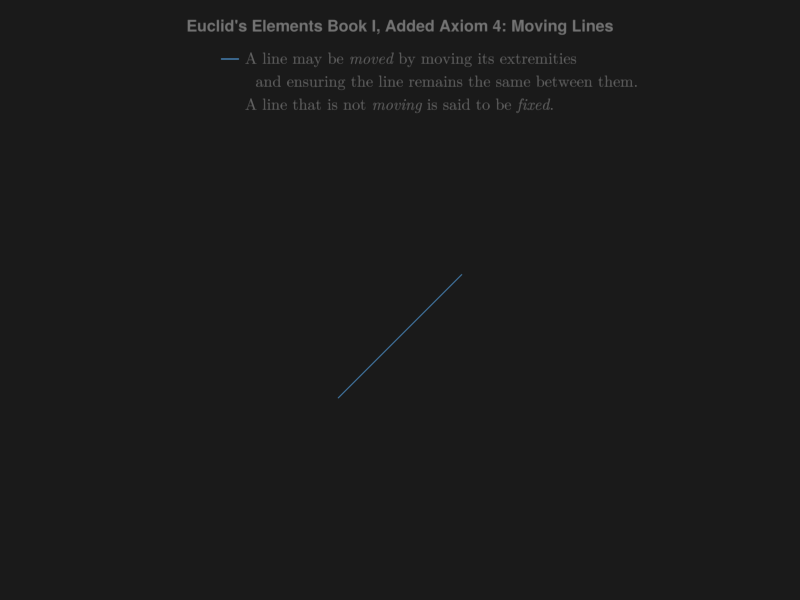 Euclid's Elements Book I, Added Axiom 4: Moving Lines
A line may be moved by moving its extremities
and ensuring the line remains the same between them.
A line that is not moving is said to be fixed.